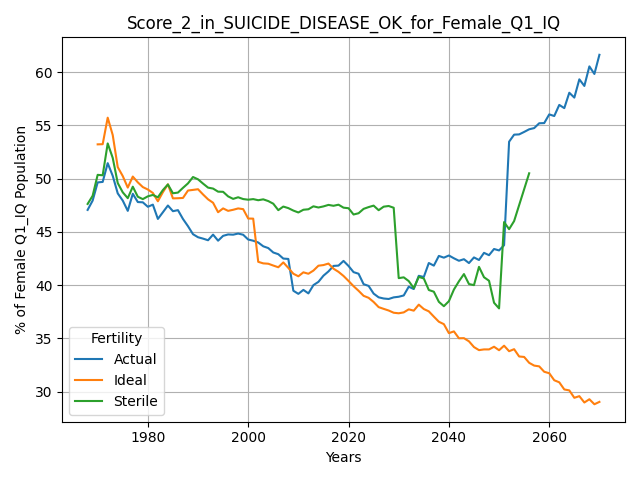 Score_2_in_SUICIDE_DISEASE_OK_for_Female_Q1_IQ
% of Female Q1_IQ Population
60
55
50
45
40
35
30
Fertility
Actual
Ideal
Sterile
1980 2000 2020 2040 2060
Years